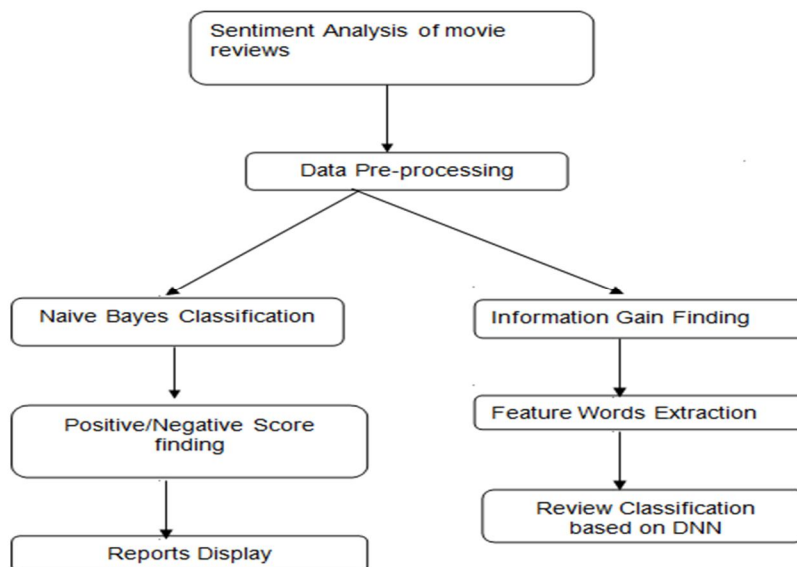 Sentiment Analysis of movie
reviews
Data Pre-processing
Naive Bayes Classification
Information Gain Finding
Positive/Negative Score
finding
Feature Words Extraction
Review Classification
based on DNN
Reports Display